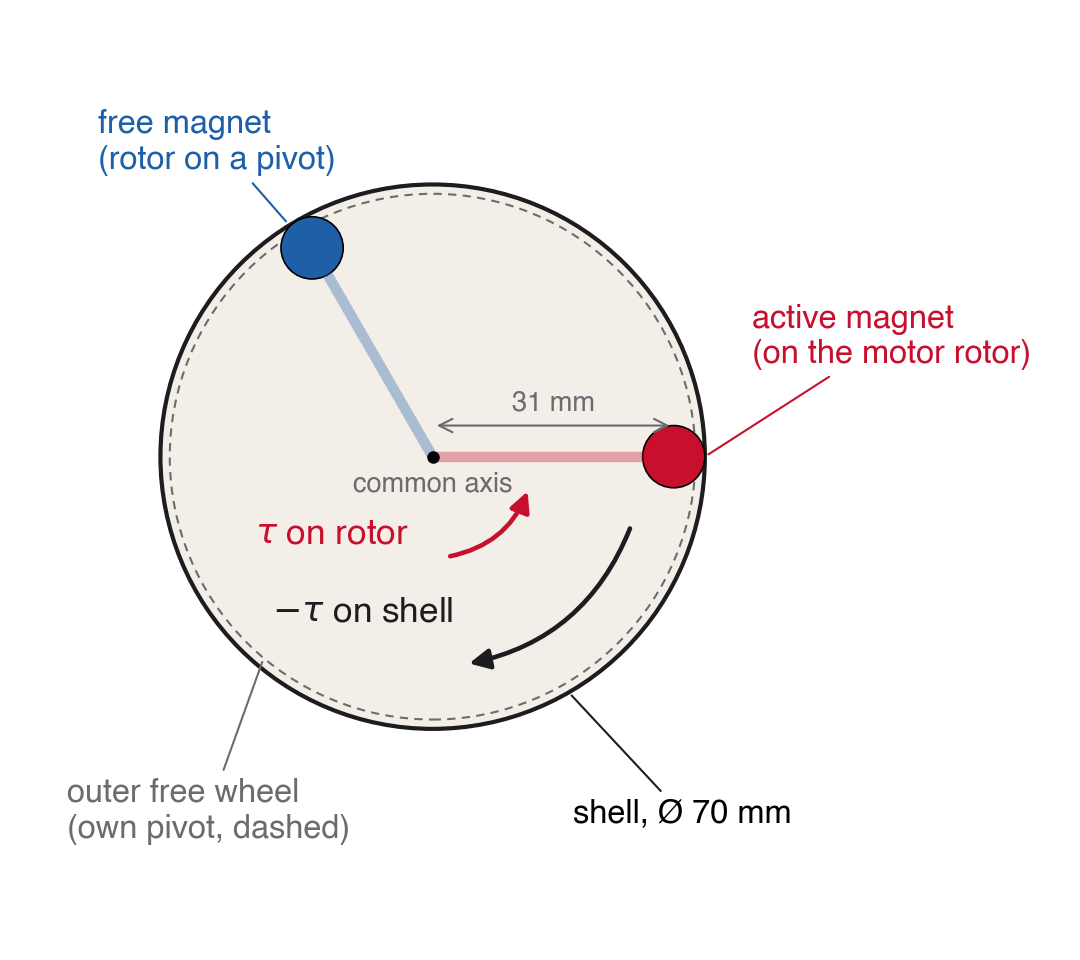 free magnet
(rotor on a pivot)
active magnet
(on the motor rotor)
31 mm
common axis
τ on rotor
−τ on shell
outer free wheel
(own pivot, dashed)
shell, Ø 70 mm